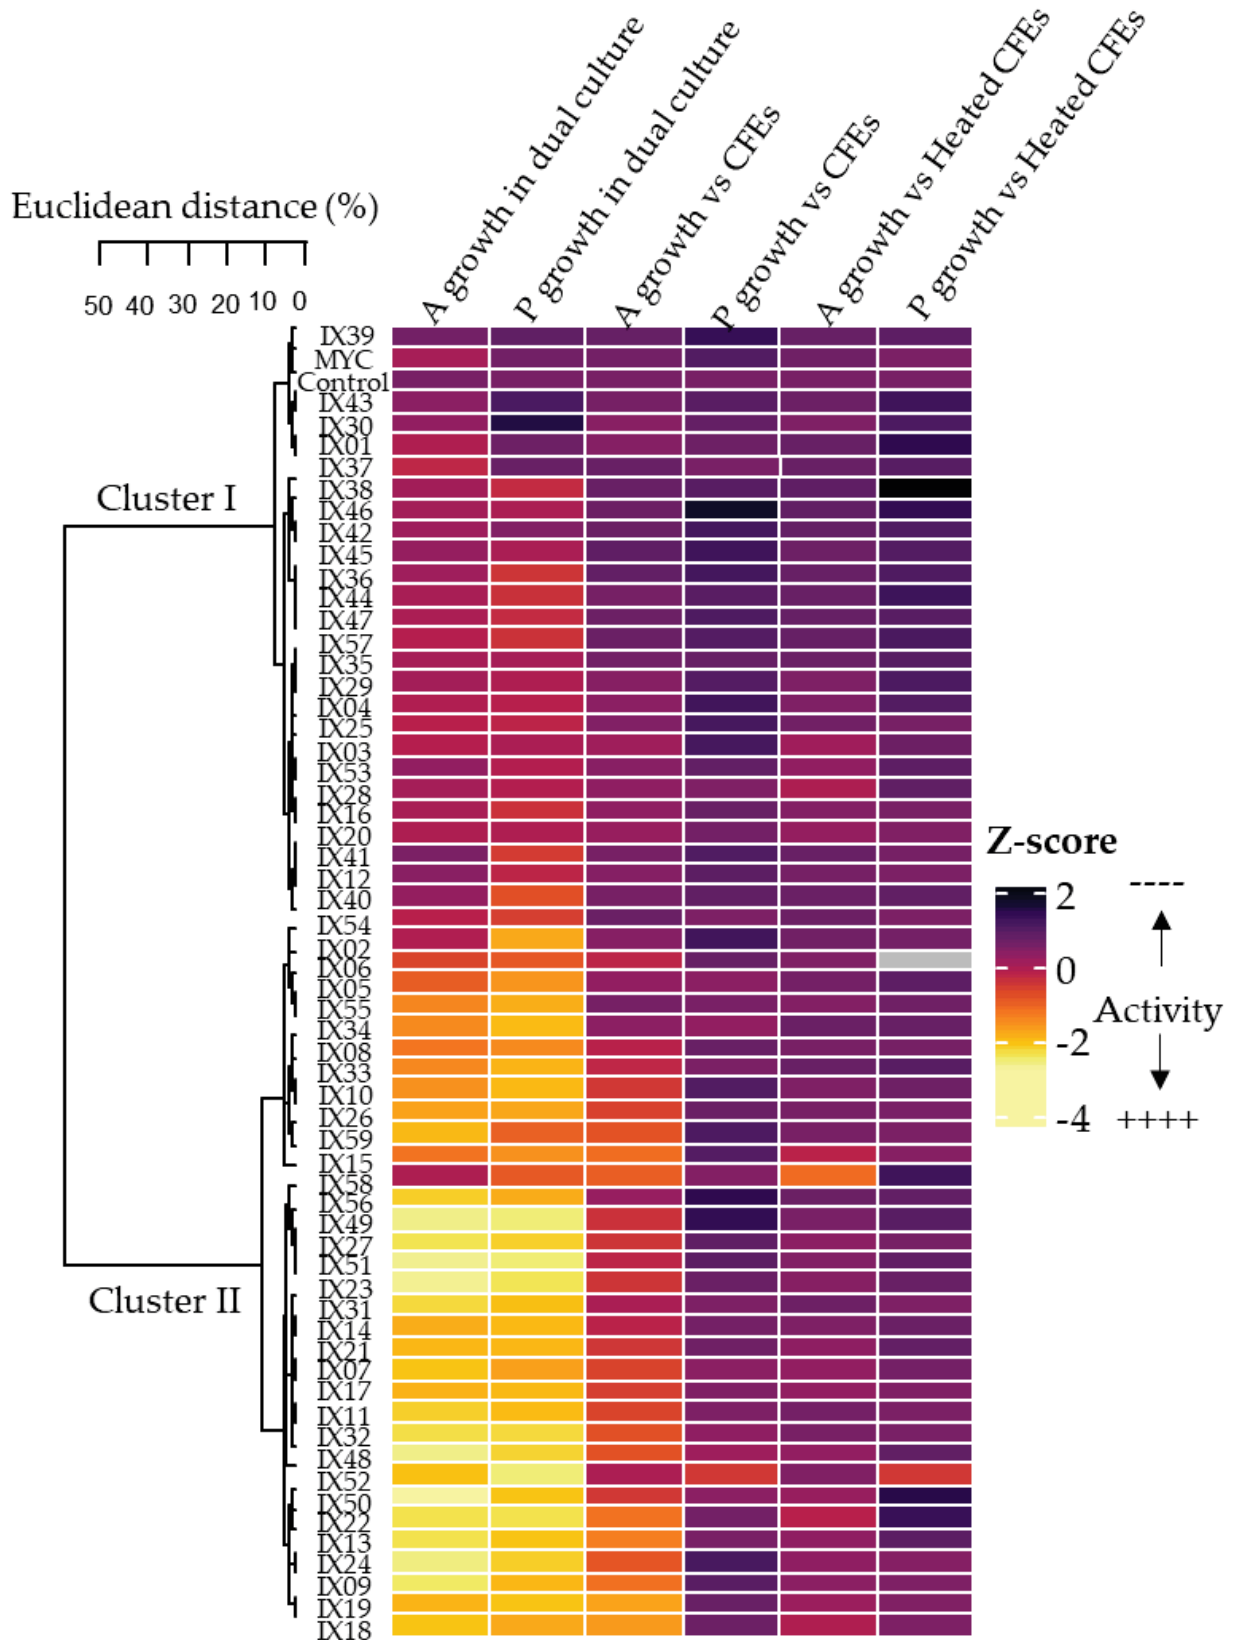 A growth in dual culture
P growth in dual culture
A growth vs CFEs
P growth vs CFEs
A growth vs Heated CFEs
P growth vs Heated CFEs
Euclidean distance (%)
50 40 30 20 10 0
IX39
MYC
Control
IX43
IX30
IX01
IX37
IX38
Cluster I
IX46
IX42
IX45
IX36
IX44
IX47
IX57
IX35
IX29
IX04
IX25
IX03
IX53
IX28
IX16
IX20
IX41
IX12
IX40
IX54
IX02
IX06
IX05
IX55
IX34
IX08
IX33
IX10
IX26
IX59
IX15
IX58
IX56
IX49
IX27
IX51
IX23
Cluster II
IX31
IX14
IX21
IX07
IX17
IX11
IX32
IX48
IX52
IX50
IX22
IX13
IX24
IX09
IX19
IX18
Z-score
2 ----
0
Activity
-2
-4 ++++